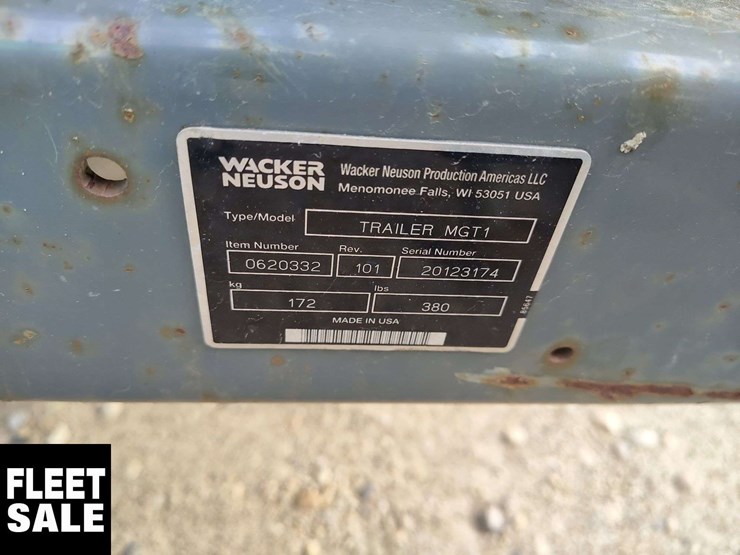 WACKER
NEUSON
Wacker Neuson Production Americas LLC
Menomonee Falls, WI 53051 USA
Type/Model TRAILER MGT1
Item Number Rev. Serial Number
0620332 101 20123174
kg lbs
172 380
MADE IN USA
85647
FLEET
SALE